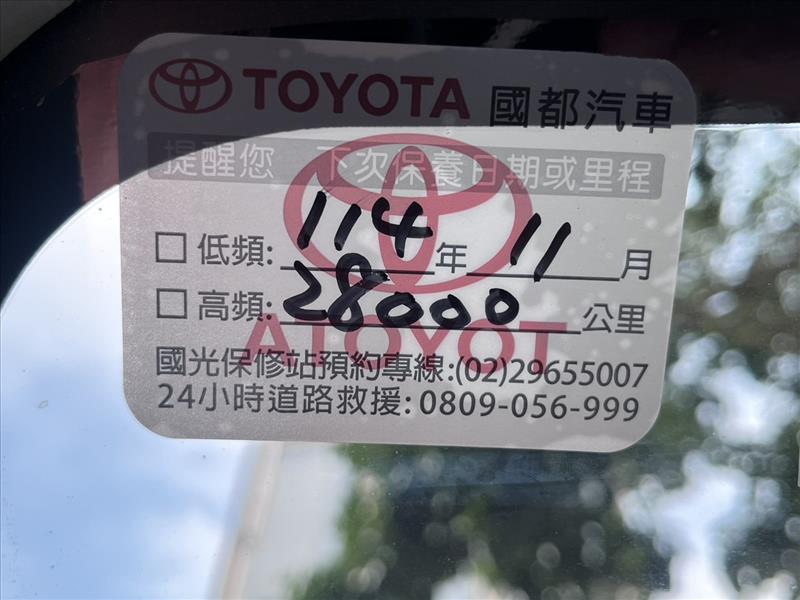 TOYOTA 國都汽車
提醒您 下次保養日期或里程
□ 低頻: 114 年 11 月
□ 高頻: 28000 公里
TOYOTA
國光保修站預約專線:(02)29655007
24小時道路救援: 0809-056-999